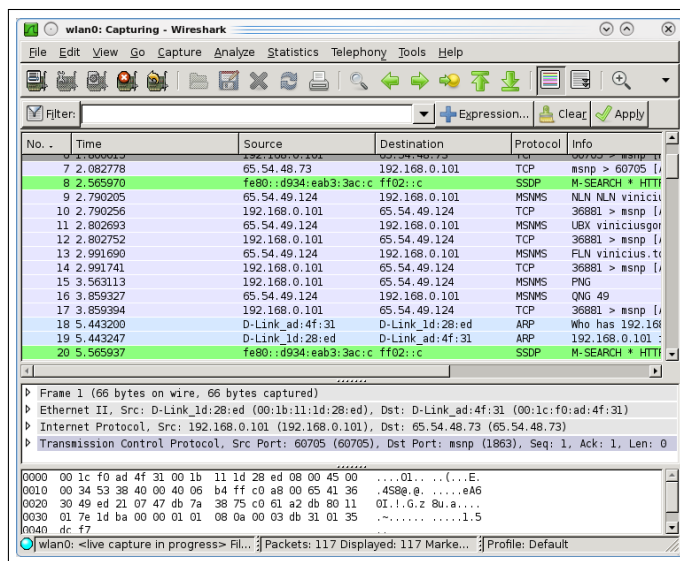 wlan0: Capturing - Wireshark
File Edit View Go Capture Analyze Statistics Telephony Tools Help
Filter: Expression... Clear Apply
No. . Time Source Destination Protocol Info
7 2.082778 65.54.48.73 192.168.0.101 TCP msnp > 60705 [A
8 2.565970 fe80::d934:eab3:3ac:c ff02::c SSDP M-SEARCH * HTTP
9 2.790205 65.54.49.124 192.168.0.101 MSNMS NLN NLN viniciu
10 2.790256 192.168.0.101 65.54.49.124 TCP 36881 > msnp [A
11 2.802693 65.54.49.124 192.168.0.101 MSNMS UBX viniciusgon
12 2.802752 192.168.0.101 65.54.49.124 TCP 36881 > msnp [A
13 2.991690 65.54.49.124 192.168.0.101 MSNMS FLN vinicius.to
14 2.991741 192.168.0.101 65.54.49.124 TCP 36881 > msnp [A
15 3.563113 192.168.0.101 65.54.49.124 MSNMS PNG
16 3.859327 65.54.49.124 192.168.0.101 MSNMS QNG 49
17 3.859394 192.168.0.101 65.54.49.124 TCP 36881 > msnp [A
18 5.443200 D-Link_ad:4f:31 D-Link_1d:28:ed ARP Who has 192.168
19 5.443247 D-Link_1d:28:ed D-Link_ad:4f:31 ARP 192.168.0.101 i
20 5.565937 fe80::d934:eab3:3ac:c ff02::c SSDP M-SEARCH * HTTP
Frame 1 (66 bytes on wire, 66 bytes captured)
Ethernet II, Src: D-Link_1d:28:ed (00:1b:11:1d:28:ed), Dst: D-Link_ad:4f:31 (00:1c:f0:ad:4f:31)
Internet Protocol, Src: 192.168.0.101 (192.168.0.101), Dst: 65.54.48.73 (65.54.48.73)
Transmission Control Protocol, Src Port: 60705 (60705), Dst Port: msnp (1863), Seq: 1, Ack: 1, Len: 0
0000 00 1c f0 ad 4f 31 00 1b 11 1d 28 ed 08 00 45 00 ....O1.. ..(...E.
0010 00 34 53 38 40 00 40 06 b4 ff c0 a8 00 65 41 36 .4S8@.@. .....eA6
0020 30 49 ed 21 07 47 db 7a 38 75 c0 61 a2 db 80 11 0I.!.G.z 8u.a....
0030 01 7e 1d ba 00 00 01 01 08 0a 00 03 db 31 01 35 .~...... .....1.5
0040 dc f7 ..
wlan0: <live capture in progress> Fil... Packets: 117 Displayed: 117 Marke... Profile: Default